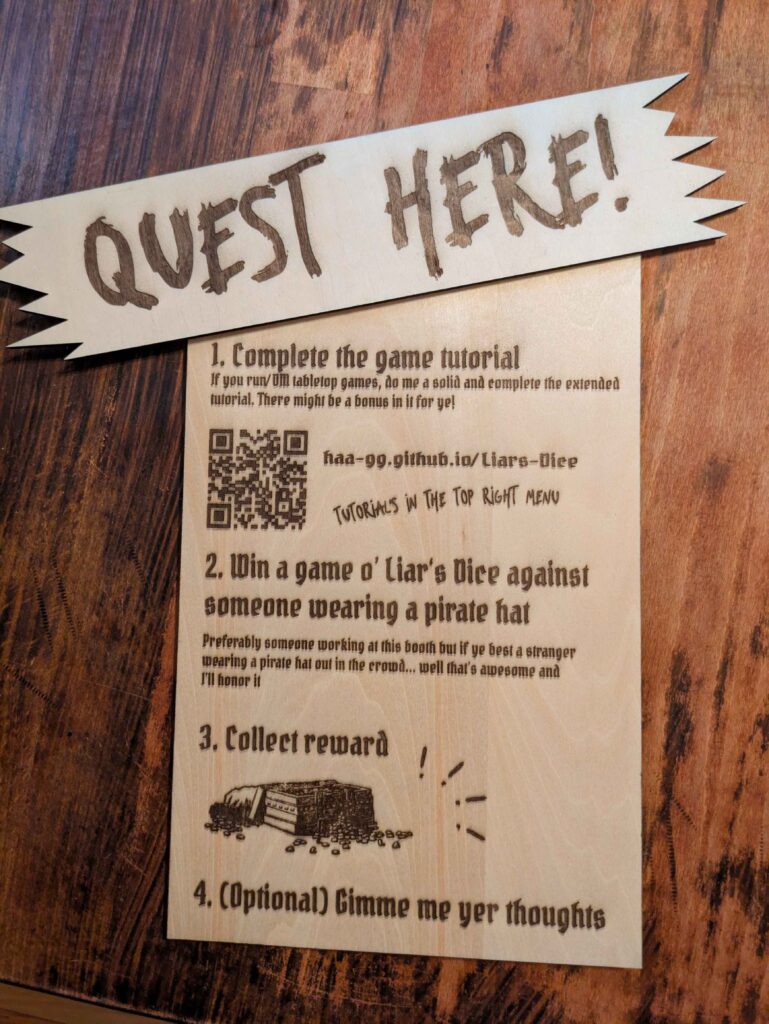 QUEST HERE!
1. Complete the game tutorial
If you run/DM tabletop games, do me a solid and complete the extended
tutorial. There might be a bonus in it for ye!
haa-gg.github.io/Liars-Dice
TUTORIALS IN THE TOP RIGHT MENU
2. Win a game o' Liar's Dice against
someone wearing a pirate hat
Preferably someone working at this booth but if ye best a stranger
wearing a pirate hat out in the crowd... well that's awesome and
I'll honor it
3. Collect reward
4. (Optional) Gimme me yer thoughts